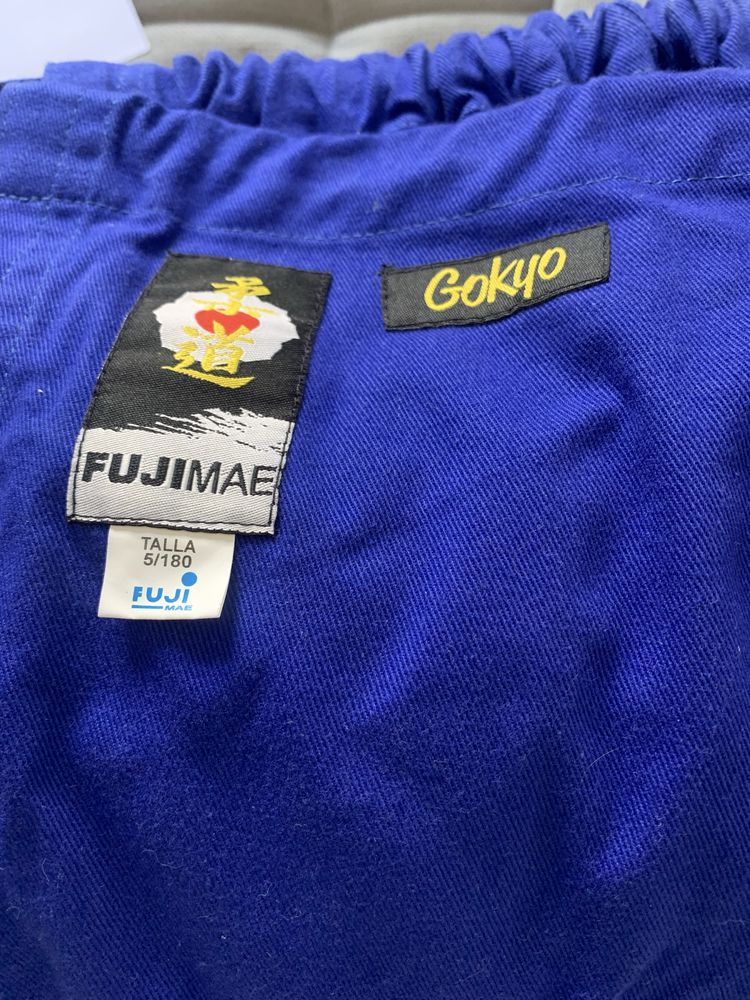 柔
道
FUJIMAE
TALLA
5/180
FUJI
MAE
Gokyo